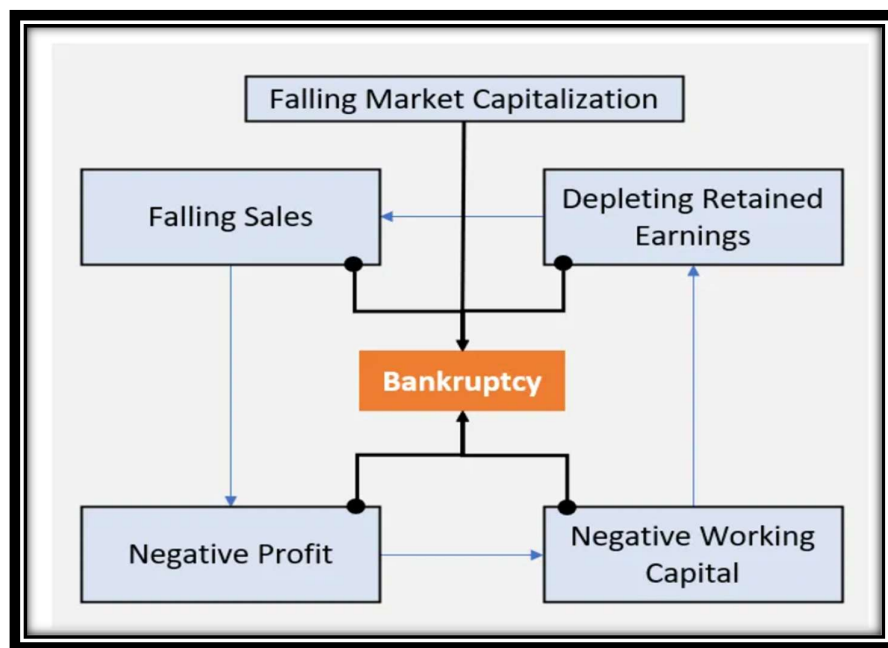 Falling Market Capitalization
Falling Sales
Depleting Retained
Earnings
Bankruptcy
Negative Profit
Negative Working
Capital